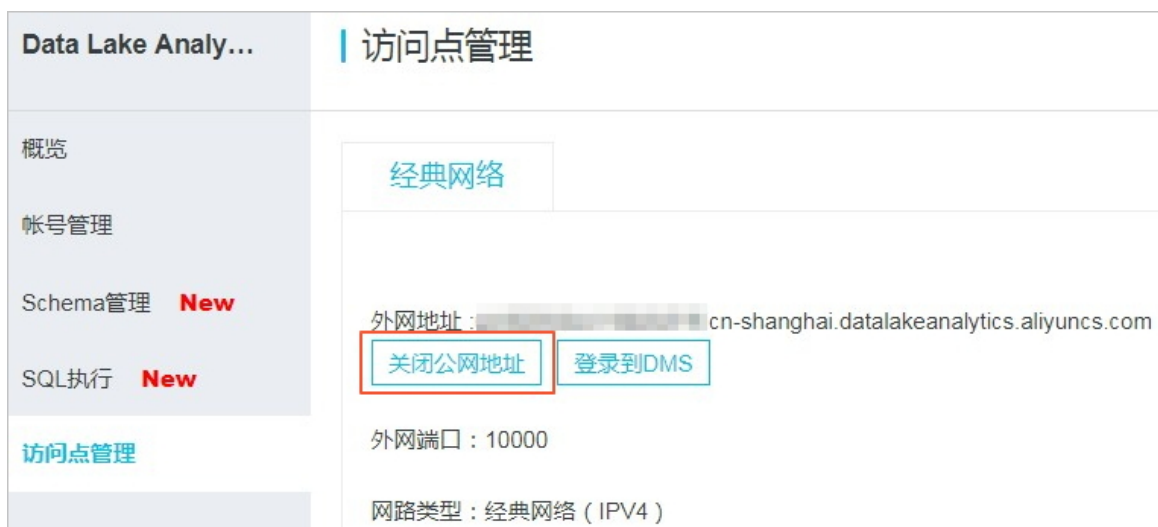 Data Lake Analy...
访问点管理
概览
帐号管理
Schema管理 New
SQL执行 New
访问点管理
经典网络
外网地址 :
cn-shanghai.datalakeanalytics.aliyuncs.com
关闭公网地址 登录到DMS
外网端口：10000
网路类型：经典网络（IPV4）